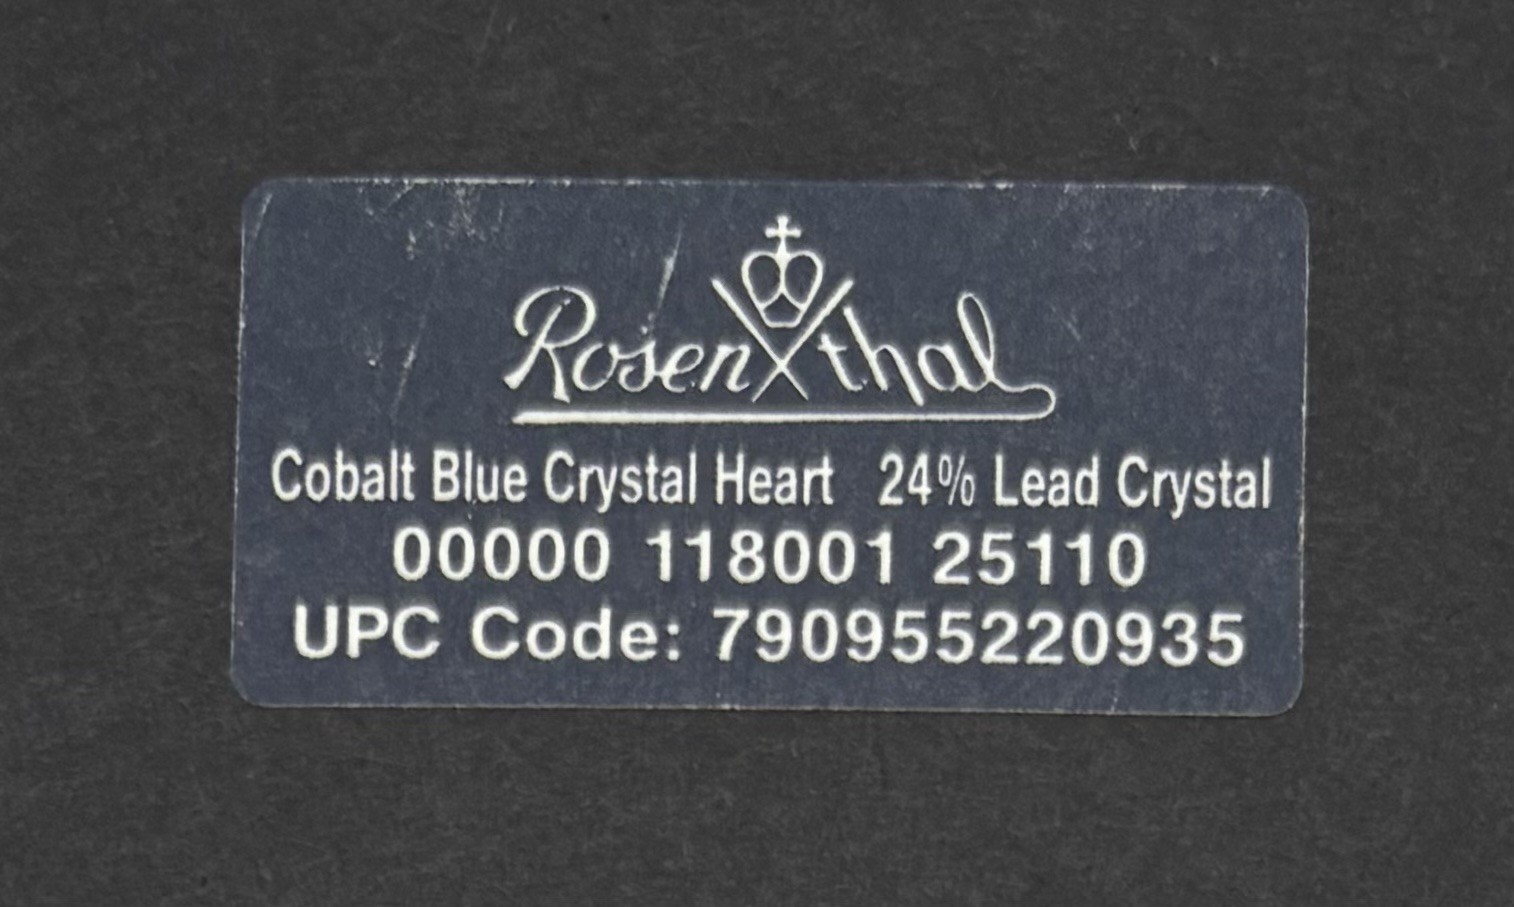 Rosenthal
Cobalt Blue Crystal Heart 24% Lead Crystal
00000 118001 25110
UPC Code: 790955220935